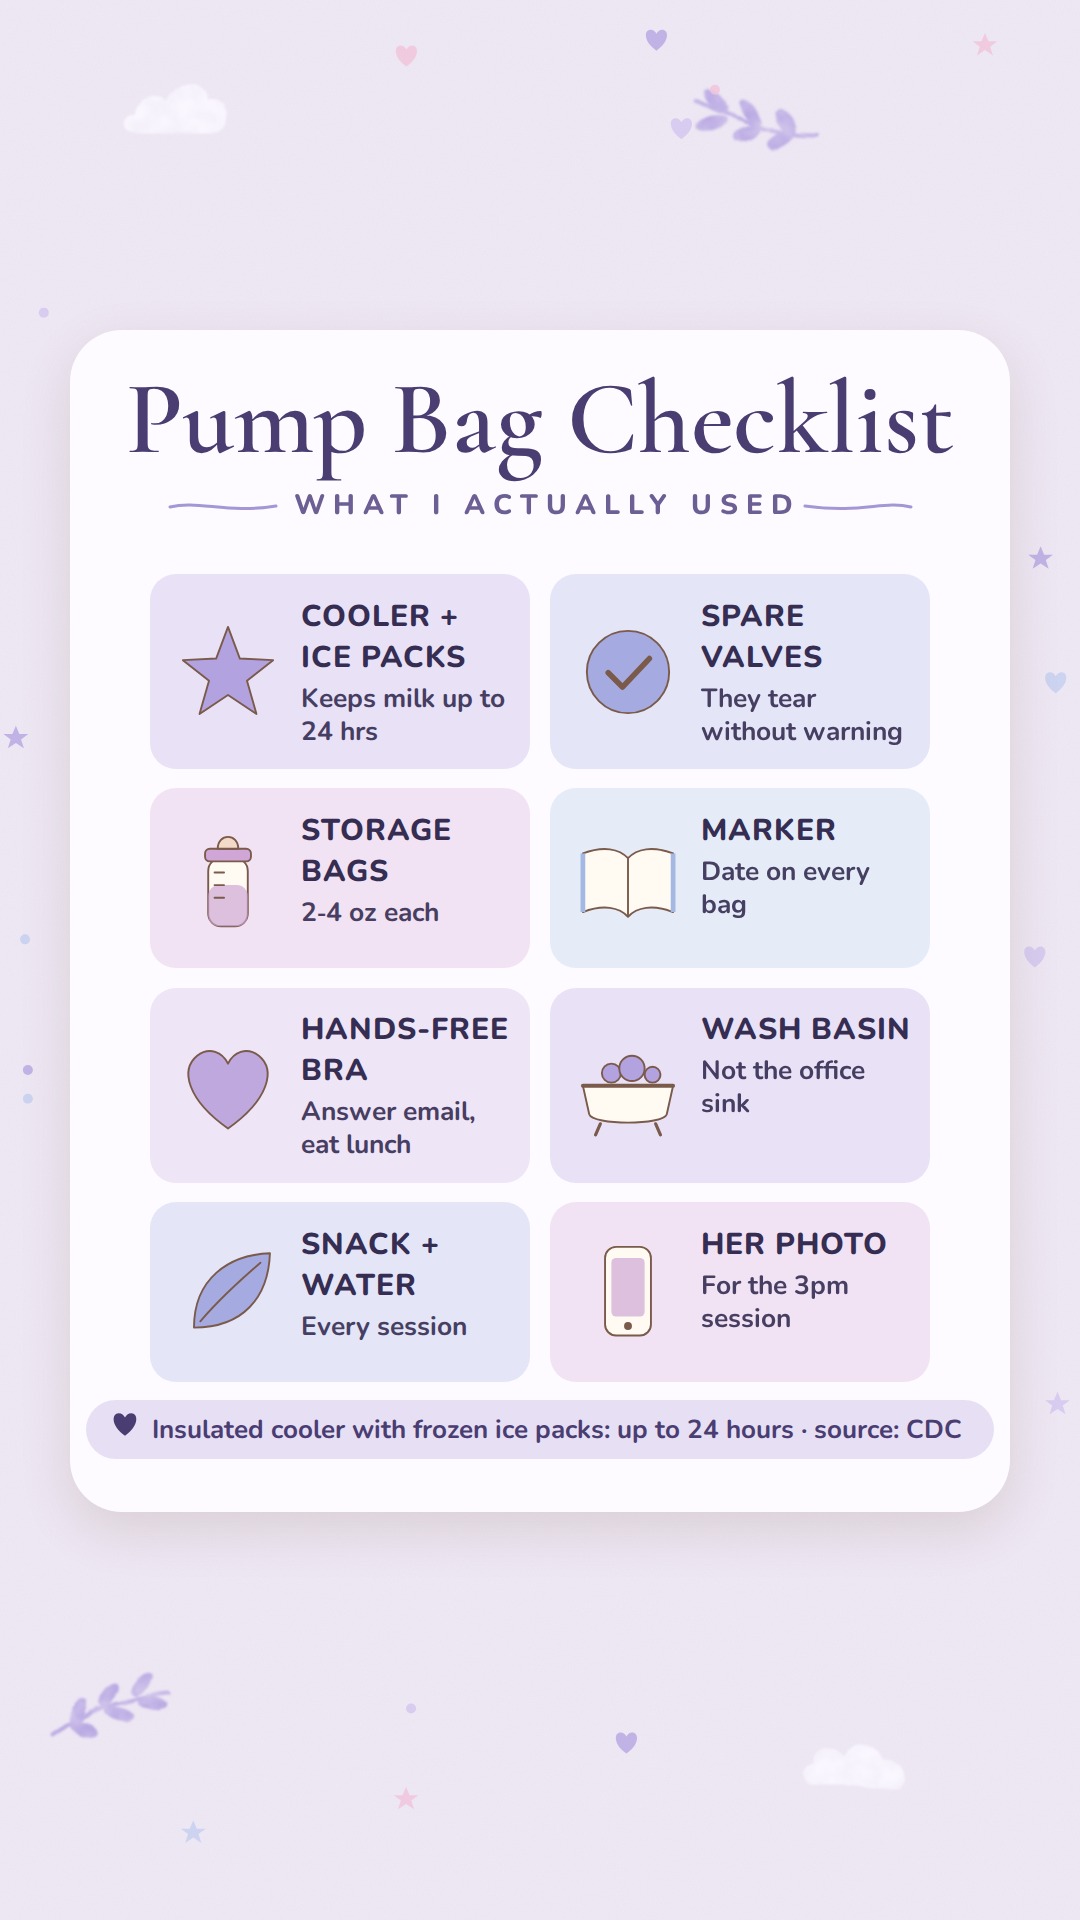 Pump Bag Checklist
WHAT I ACTUALLY USED
COOLER +
ICE PACKS
Keeps milk up to
24 hrs
SPARE
VALVES
They tear
without warning
STORAGE
BAGS
2-4 oz each
MARKER
Date on every
bag
HANDS-FREE
BRA
Answer email,
eat lunch
WASH BASIN
Not the office
sink
SNACK +
WATER
Every session
HER PHOTO
For the 3pm
session
Insulated cooler with frozen ice packs: up to 24 hours · source: CDC